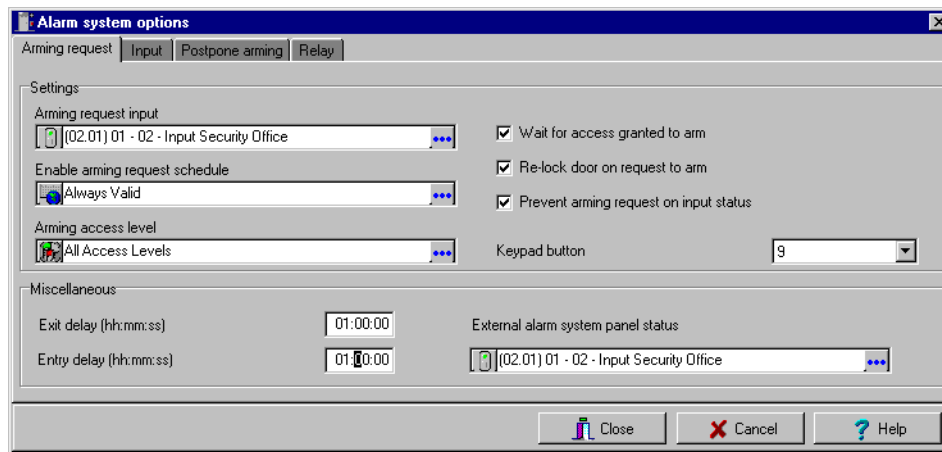 Alarm system options
Arming request Input Postpone arming Relay
Settings
Arming request input
(02.01) 01 - 02 - Input Security Office
Enable arming request schedule
Always Valid
Arming access level
All Access Levels
Wait for access granted to arm
Re-lock door on request to arm
Prevent arming request on input status
Keypad button 9
Miscellaneous
Exit delay (hh:mm:ss) 01:00:00
Entry delay (hh:mm:ss) 01:00:00
External alarm system panel status
(02.01) 01 - 02 - Input Security Office
Close Cancel Help